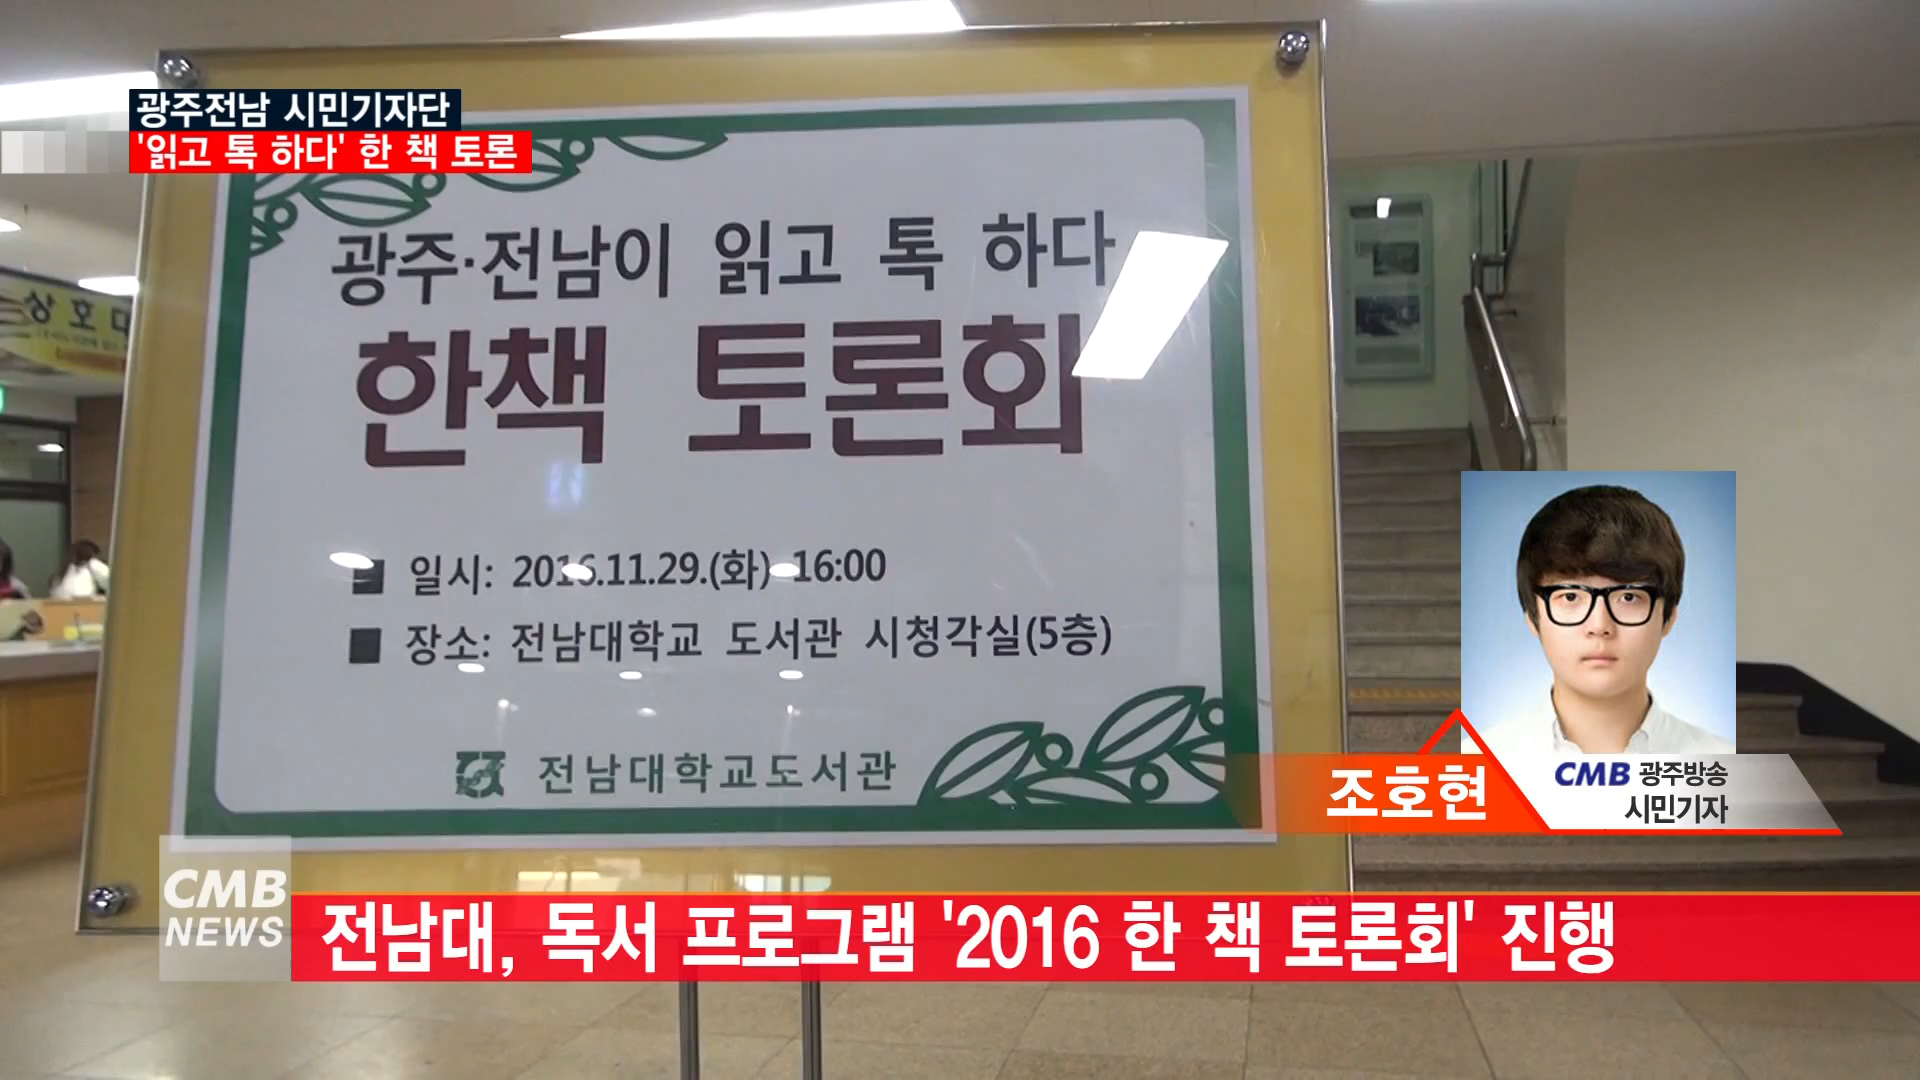 광주전남 시민기자단
'읽고 톡 하다' 한 책 토론
광주·전남이 읽고 톡 하다
한책 토론회
상호대
■ 일시: 2016.11.29.(화) 16:00
■ 장소: 전남대학교 도서관 시청각실(5층)
전남대학교도서관
조호현
CMB 광주방송
시민기자
CMB
NEWS
전남대, 독서 프로그램 '2016 한 책 토론회' 진행